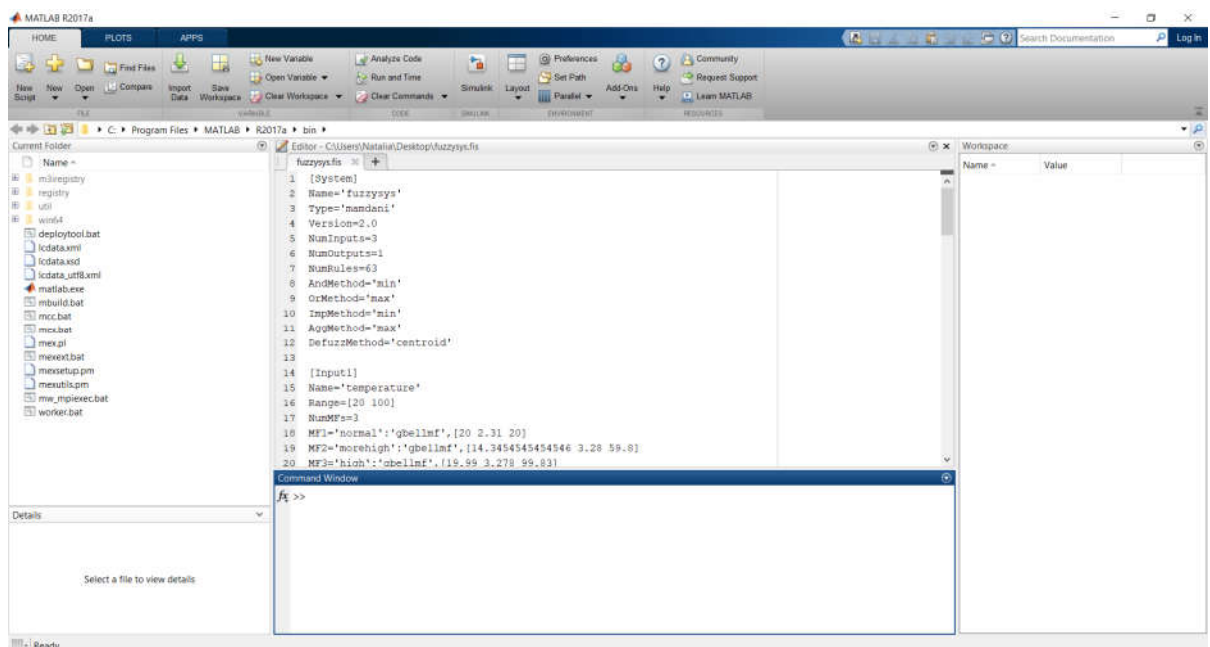 MATLAB R2017a
HOME PLOTS APPS
Search Documentation Log In
New Script New Open Find Files Compare Import Data Save Workspace New Variable Open Variable Clear Workspace Analyze Code Run and Time Clear Commands Simulink Layout Preferences Set Path Parallel Add-Ons Help Community Request Support Learn MATLAB
FILE VARIABLE CODE SIMULINK ENVIRONMENT RESOURCES
C: Program Files MATLAB R2017a bin
Current Folder
Name
m3iregistry
registry
util
win64
deploytool.bat
lcdata.xml
lcdata.xsd
lcdata_utf8.xml
matlab.exe
mbuild.bat
mcc.bat
mex.bat
mex.pl
mexext.bat
mexsetup.pm
mexutils.pm
mw_mpiexec.bat
worker.bat
Details
Select a file to view details
Editor - C:\Users\Natalia\Desktop\fuzzysys.fis
fuzzysys.fis
1 [System]
2 Name='fuzzysys'
3 Type='mamdani'
4 Version=2.0
5 NumInputs=3
6 NumOutputs=1
7 NumRules=63
8 AndMethod='min'
9 OrMethod='max'
10 ImpMethod='min'
11 AggMethod='max'
12 DefuzzMethod='centroid'
13
14 [Input1]
15 Name='temperature'
16 Range=[20 100]
17 NumMFs=3
18 MF1='normal':'gbellmf',[20 2.31 20]
19 MF2='morehigh':'gbellmf',[14.3454545454546 3.28 59.8]
20 MF3='high':'gbellmf',[19.99 3.278 99.83]
Command Window
fx >>
Workspace
Name Value
Ready